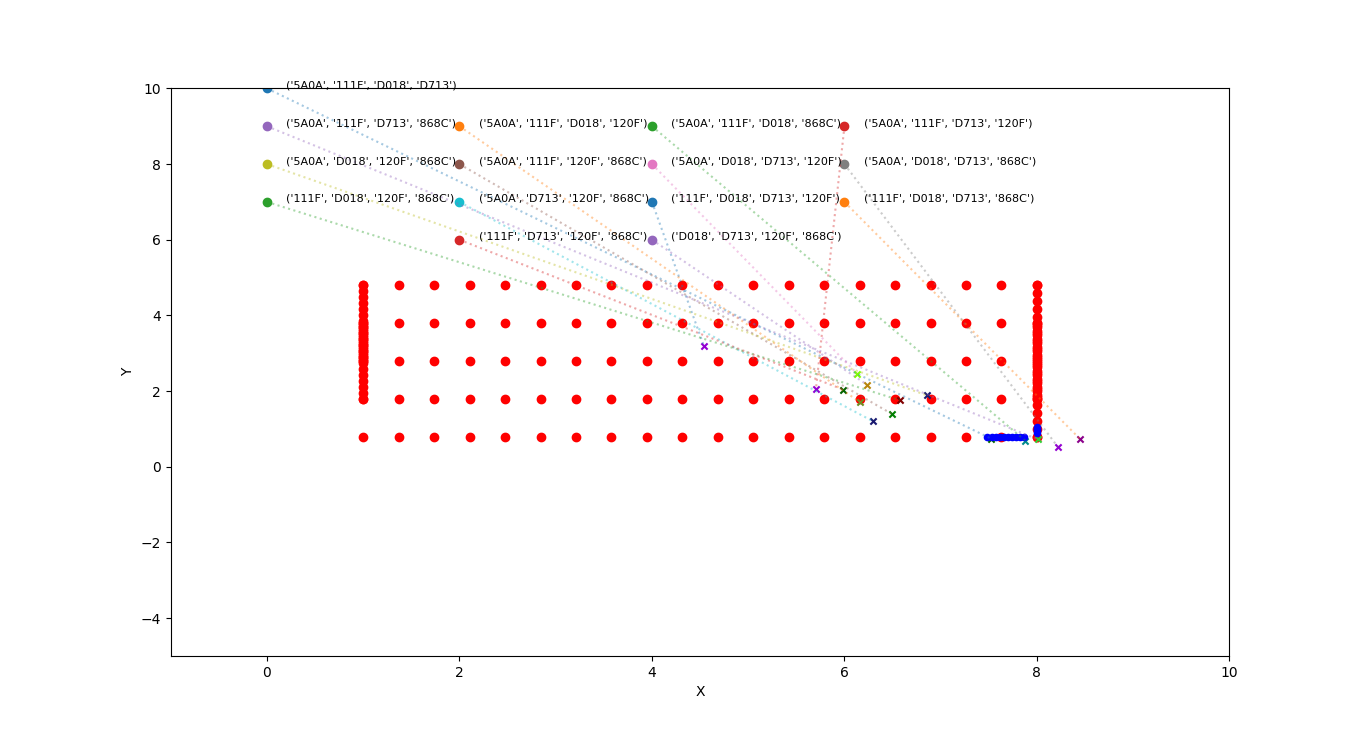 10
('5A0A', '111F', 'D018', 'D713')
('5A0A', '111F', 'D713', '868C') ('5A0A', '111F', 'D018', '120F') ('5A0A', '111F', 'D018', '868C') ('5A0A', '111F', 'D713', '120F')
8
('5A0A', 'D018', '120F', '868C') ('5A0A', '111F', '120F', '868C') ('5A0A', 'D018', 'D713', '120F') ('5A0A', 'D018', 'D713', '868C')
('111F', 'D018', '120F', '868C') ('5A0A', 'D713', '120F', '868C') ('111F', 'D018', 'D713', '120F') ('111F', 'D018', 'D713', '868C')
6
('111F', 'D713', '120F', '868C') ('D018', 'D713', '120F', '868C')
4
Y
2
0
−2
−4
0 2 4 6 8 10
X